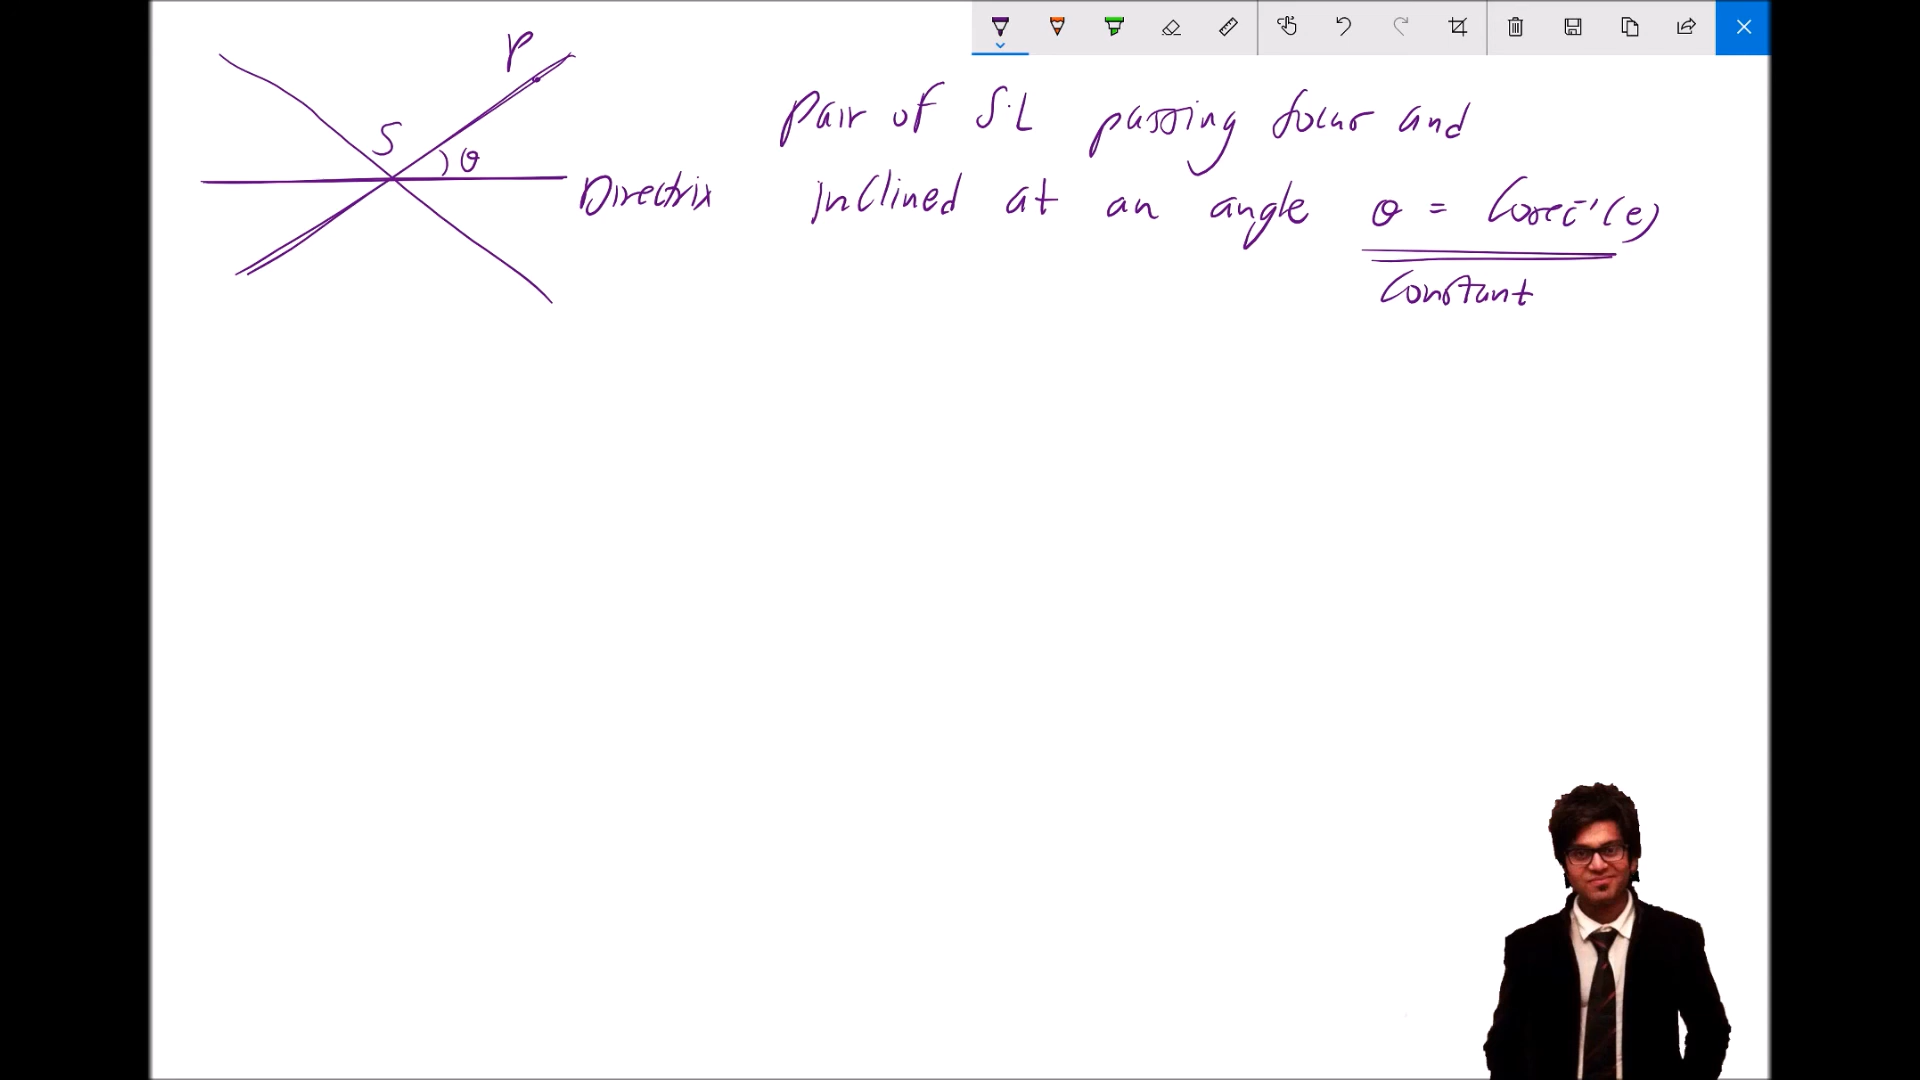 P
S
θ
Directrix
Pair of S.L passing focus and
inclined at an angle θ = Cosec⁻¹(e)
Constant